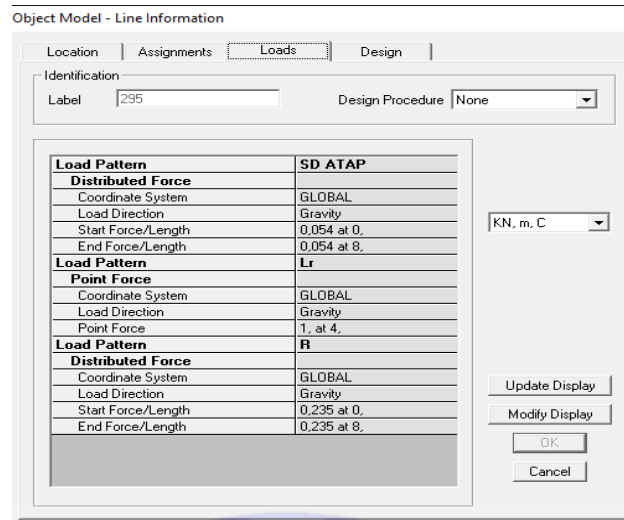 Object Model - Line Information
Location Assignments Loads Design
Identification
Label 295 Design Procedure None
Load Pattern SD ATAP
Distributed Force
Coordinate System GLOBAL
Load Direction Gravity
Start Force/Length 0,054 at 0,
End Force/Length 0,054 at 8,
Load Pattern Lr
Point Force
Coordinate System GLOBAL
Load Direction Gravity
Point Force 1, at 4,
Load Pattern R
Distributed Force
Coordinate System GLOBAL
Load Direction Gravity
Start Force/Length 0,235 at 0,
End Force/Length 0,235 at 8,
KN, m, C
Update Display
Modify Display
OK
Cancel